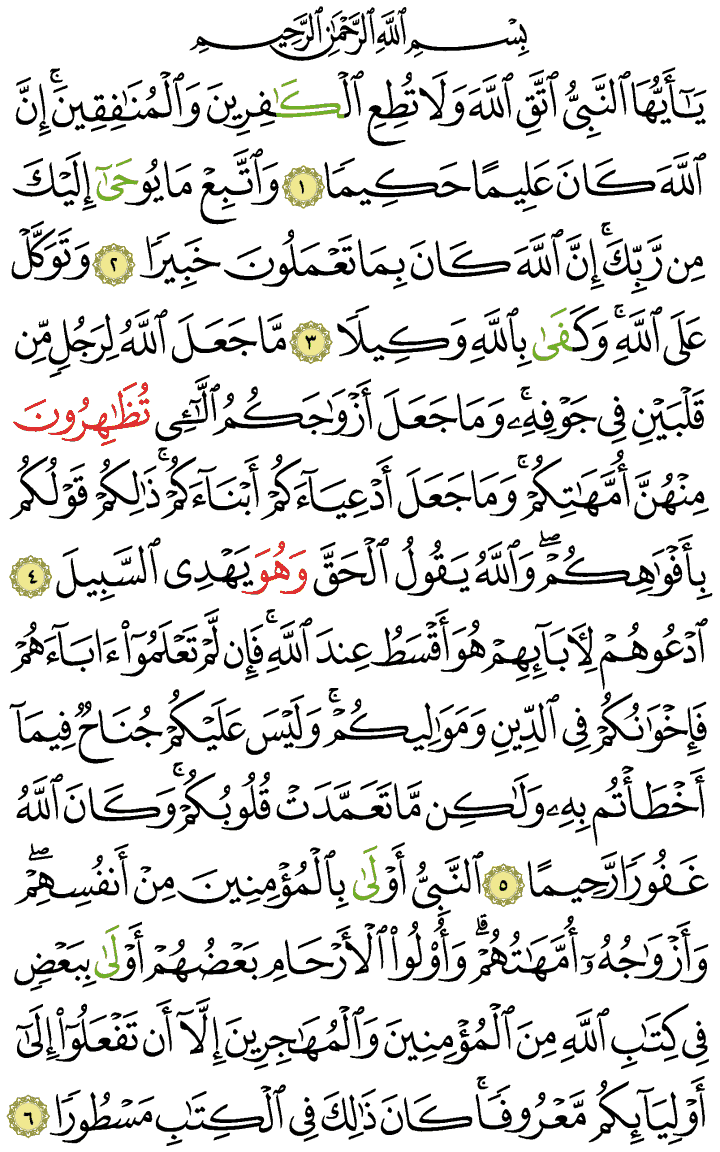 بِسْمِ ٱللَّهِ ٱلرَّحْمَٰنِ ٱلرَّحِيمِ
يَـٰٓأَيُّهَا ٱلنَّبِيُّ ٱتَّقِ ٱللَّهَ وَلَا تُطِعِ ٱلْكَـٰفِرِينَ وَٱلْمُنَـٰفِقِينَۚ إِنَّ
ٱللَّهَ كَانَ عَلِيمًا حَكِيمٗا ١ وَٱتَّبِعْ مَا يُوحَىٰٓ إِلَيْكَ
مِن رَّبِّكَۚ إِنَّ ٱللَّهَ كَانَ بِمَا تَعْمَلُونَ خَبِيرٗا ٢ وَتَوَكَّلْ
عَلَى ٱللَّهِۚ وَكَفَىٰ بِٱللَّهِ وَكِيلٗا ٣ مَّا جَعَلَ ٱللَّهُ لِرَجُلٖ مِّن
قَلْبَيْنِ فِي جَوْفِهِۦۚ وَمَا جَعَلَ أَزْوَٰجَكُمُ ٱلَّـٰٓـِٔي تُظَـٰهِرُونَ
مِنْهُنَّ أُمَّهَـٰتِكُمْۚ وَمَا جَعَلَ أَدْعِيَآءَكُمْ أَبْنَآءَكُمْۚ ذَٰلِكُمْ قَوْلُكُم
بِأَفْوَٰهِكُمْۖ وَٱللَّهُ يَقُولُ ٱلْحَقَّ وَهُوَ يَهْدِي ٱلسَّبِيلَ ٤
ٱدْعُوهُمْ لِأٓبَآئِهِمْ هُوَ أَقْسَطُ عِندَ ٱللَّهِۚ فَإِن لَّمْ تَعْلَمُوٓا۟ ءَابَآءَهُمْ
فَإِخْوَٰنُكُمْ فِي ٱلدِّينِ وَمَوَٰلِيكُمْۚ وَلَيْسَ عَلَيْكُمْ جُنَاحٞ فِيمَآ
أَخْطَأْتُم بِهِۦ وَلَـٰكِن مَّا تَعَمَّدَتْ قُلُوبُكُمْۚ وَكَانَ ٱللَّهُ
غَفُورٗا رَّحِيمًا ٥ ٱلنَّبِيُّ أَوْلَىٰ بِٱلْمُؤْمِنِينَ مِنْ أَنفُسِهِمْۖ
وَأَزْوَٰجُهُۥٓ أُمَّهَـٰتُهُمْۗ وَأُو۟لُوا۟ ٱلْأَرْحَامِ بَعْضُهُمْ أَوْلَىٰ بِبَعْضٖ
فِي كِتَـٰبِ ٱللَّهِ مِنَ ٱلْمُؤْمِنِينَ وَٱلْمُهَـٰجِرِينَ إِلَّآ أَن تَفْعَلُوٓا۟ إِلَىٰٓ
أَوْلِيَآئِكُم مَّعْرُوفٗاۚ كَانَ ذَٰلِكَ فِي ٱلْكِتَـٰبِ مَسْطُورٗا ٦